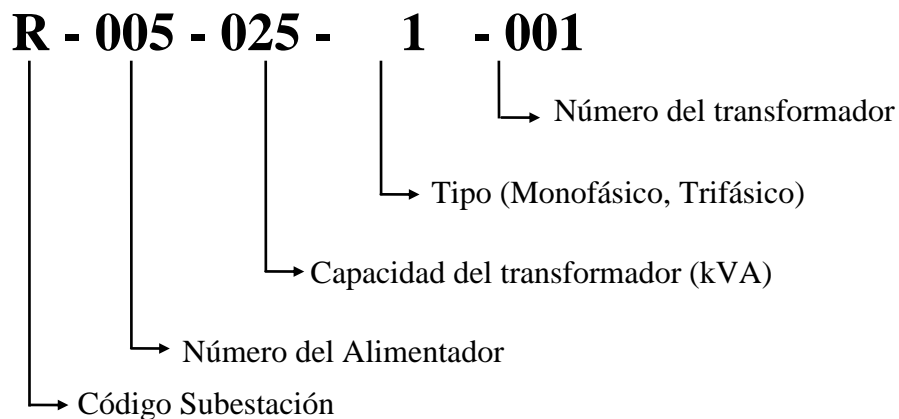 R - 005 - 025 - 1 - 001
Número del transformador
Tipo (Monofásico, Trifásico)
Capacidad del transformador (kVA)
Número del Alimentador
Código Subestación